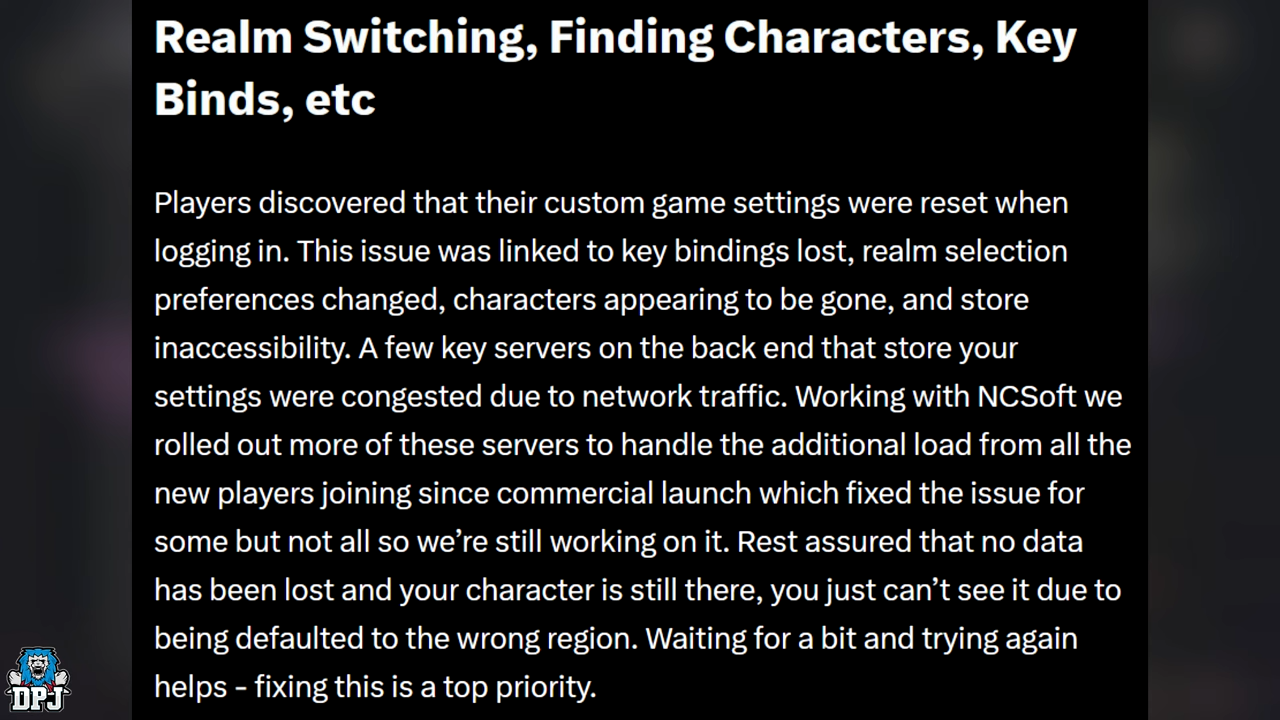 Realm Switching, Finding Characters, Key
Binds, etc
Players discovered that their custom game settings were reset when
logging in. This issue was linked to key bindings lost, realm selection
preferences changed, characters appearing to be gone, and store
inaccessibility. A few key servers on the back end that store your
settings were congested due to network traffic. Working with NCSoft we
rolled out more of these servers to handle the additional load from all the
new players joining since commercial launch which fixed the issue for
some but not all so we’re still working on it. Rest assured that no data
has been lost and your character is still there, you just can’t see it due to
being defaulted to the wrong region. Waiting for a bit and trying again
helps – fixing this is a top priority.
DPJ